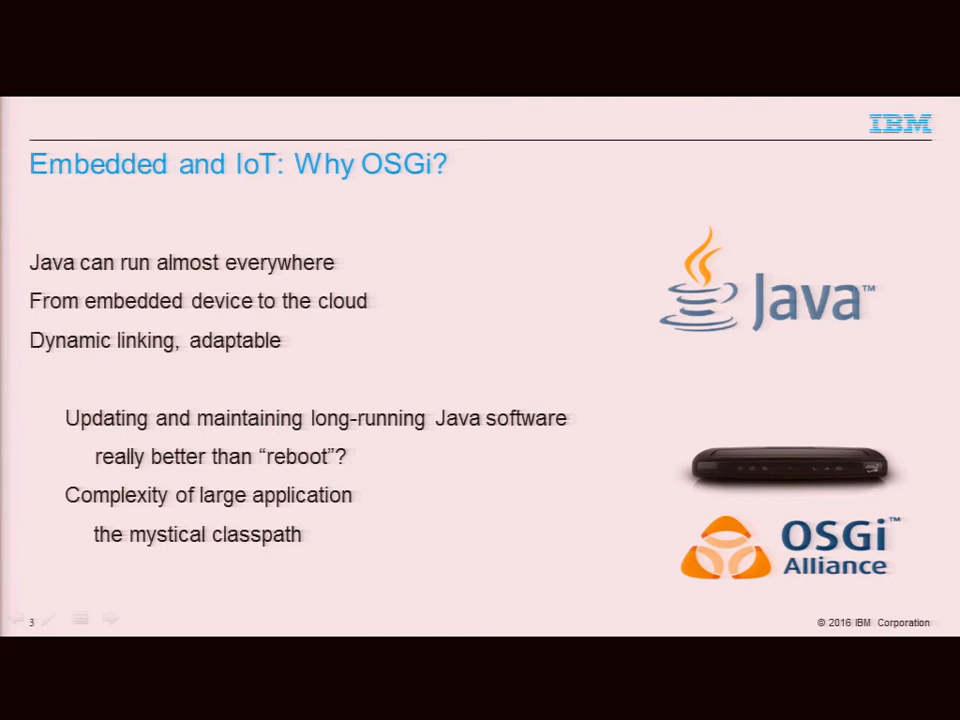 IBM
Embedded and IoT: Why OSGi?
Java can run almost everywhere
From embedded device to the cloud
Dynamic linking, adaptable
Java™
Updating and maintaining long-running Java software
really better than “reboot”?
Complexity of large application
the mystical classpath
OSGi™
Alliance
3
© 2016 IBM Corporation